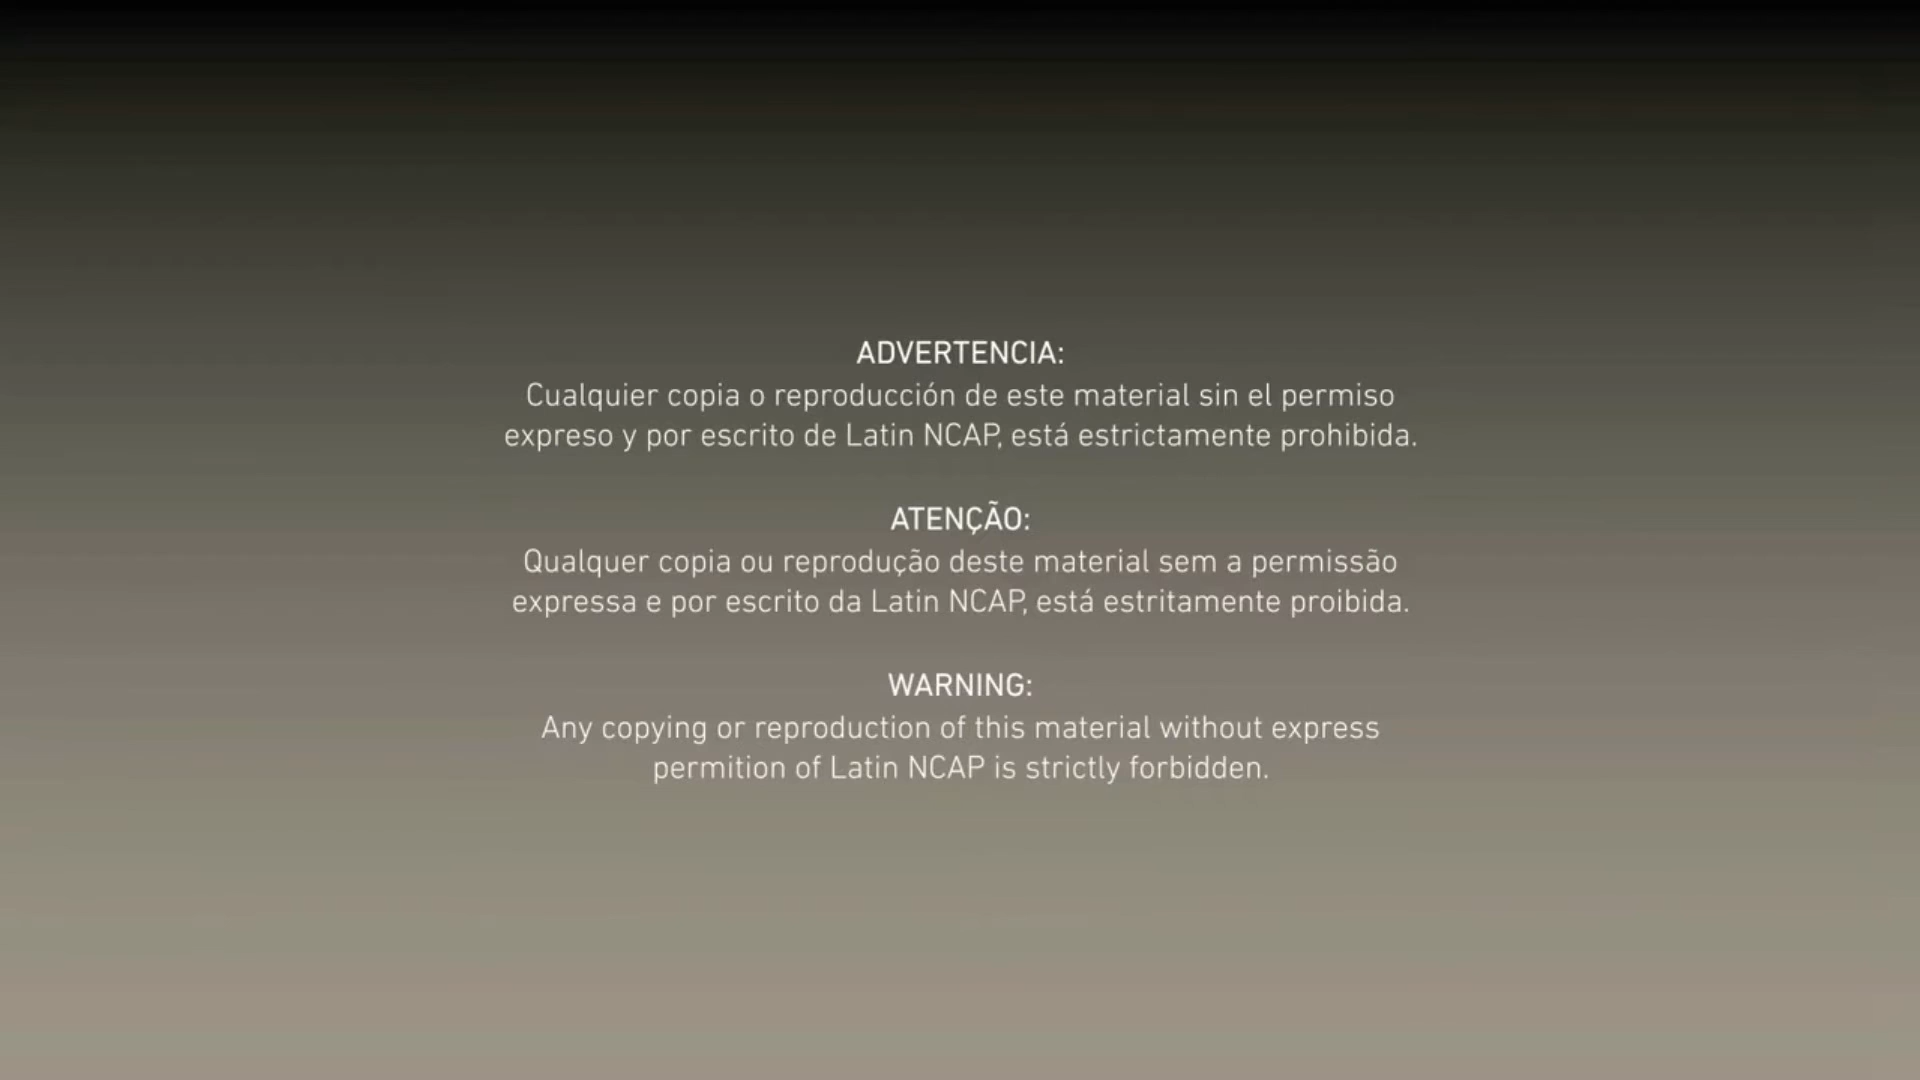 ADVERTENCIA:
Cualquier copia o reproducción de este material sin el permiso
expreso y por escrito de Latin NCAP, está estrictamente prohibida.
ATENÇÃO:
Qualquer copia ou reprodução deste material sem a permissão
expressa e por escrito da Latin NCAP, está estritamente proibida.
WARNING:
Any copying or reproduction of this material without express
permition of Latin NCAP is strictly forbidden.